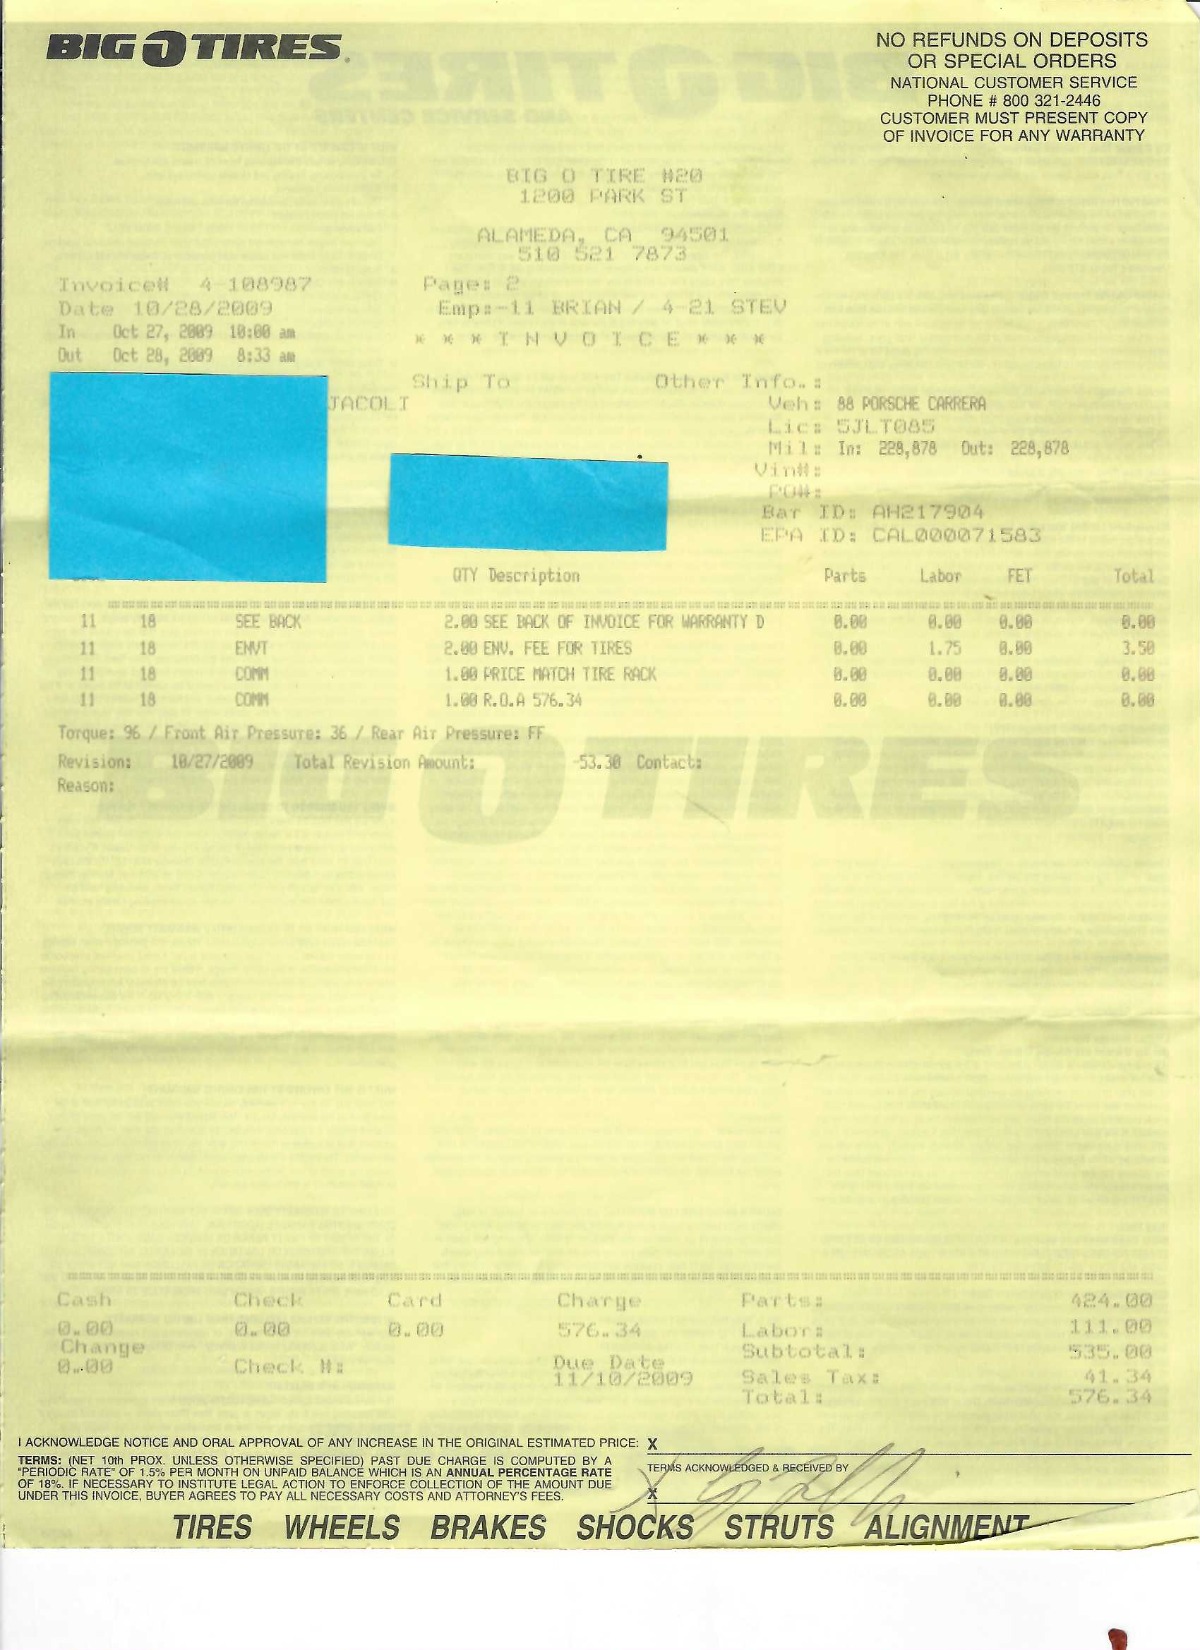 BIG O TIRES
NO REFUNDS ON DEPOSITS
OR SPECIAL ORDERS
NATIONAL CUSTOMER SERVICE
PHONE # 800 321-2446
CUSTOMER MUST PRESENT COPY
OF INVOICE FOR ANY WARRANTY
BIG O TIRE #20
1200 PARK ST
ALAMEDA, CA 94501
510 521 7873
Invoice# 4-108987 Page: 2
Date 10/28/2009 Emp:-11 BRIAN / 4-21 STEV
In Oct 27, 2009 10:00 am
* * * I N V O I C E * * *
Out Oct 28, 2009 8:33 am
Ship To Other Info.:
JACOLI Veh: 88 PORSCHE CARRERA
Lic: 5JLT085
Mil: In: 228,878 Out: 228,878
Vin#:
PO#:
Bar ID: AH217904
EPA ID: CAL000071583
QTY Description Parts Labor FET Total
11 18 SEE BACK 2.00 SEE BACK OF INVOICE FOR WARRANTY D 0.00 0.00 0.00 0.00
11 18 ENVT 2.00 ENV. FEE FOR TIRES 0.00 1.75 0.00 3.50
11 18 COMM 1.00 PRICE MATCH TIRE RACK 0.00 0.00 0.00 0.00
11 18 COMM 1.00 R.O.A 576.34 0.00 0.00 0.00 0.00
Torque: 96 / Front Air Pressure: 36 / Rear Air Pressure: FF
Revision: 10/27/2009 Total Revision Amount: -53.30 Contact:
Reason:
BIG O TIRES
Cash Check Card Charge Parts: 424.00
0.00 0.00 0.00 576.34 Labor: 111.00
Change Subtotal: 535.00
0.00 Check #: Due Date
11/10/2009 Sales Tax: 41.34
Total: 576.34
I ACKNOWLEDGE NOTICE AND ORAL APPROVAL OF ANY INCREASE IN THE ORIGINAL ESTIMATED PRICE: X
TERMS: (NET 10th PROX. UNLESS OTHERWISE SPECIFIED) PAST DUE CHARGE IS COMPUTED BY A
"PERIODIC RATE" OF 1.5% PER MONTH ON UNPAID BALANCE WHICH IS AN ANNUAL PERCENTAGE RATE
OF 18%. IF NECESSARY TO INSTITUTE LEGAL ACTION TO ENFORCE COLLECTION OF THE AMOUNT DUE
UNDER THIS INVOICE, BUYER AGREES TO PAY ALL NECESSARY COSTS AND ATTORNEY'S FEES.
TERMS ACKNOWLEDGED & RECEIVED BY
X
TIRES WHEELS BRAKES SHOCKS STRUTS ALIGNMENT